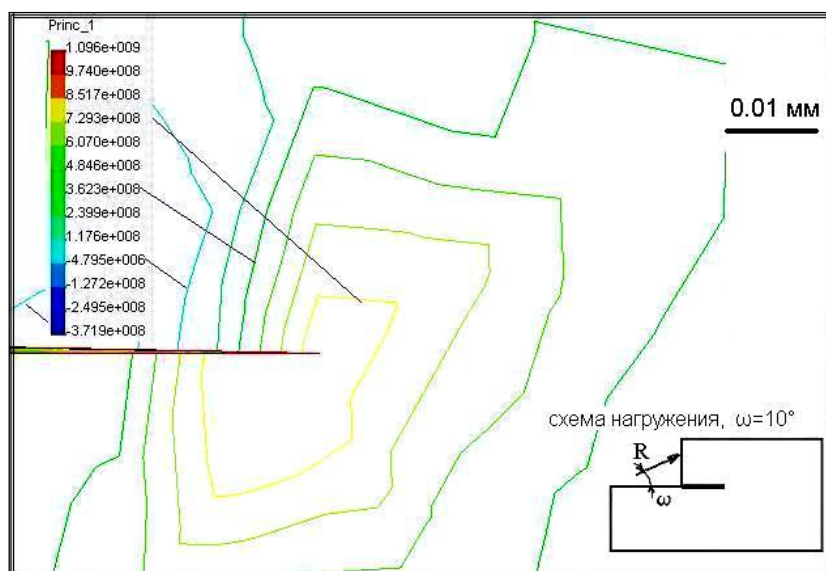 Princ_1
1.096e+009
9.740e+008
8.517e+008
7.293e+008
6.070e+008
4.846e+008
3.623e+008
2.399e+008
1.176e+008
-4.795e+006
-1.272e+008
-2.495e+008
-3.719e+008
0.01 мм
схема нагружения, ω=10°
R
ω